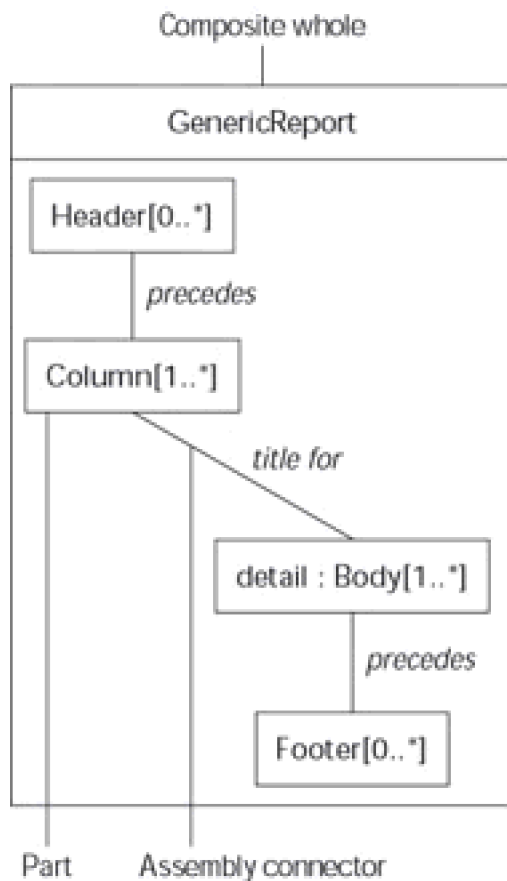 Composite whole
GenericReport
Header[0..*]
precedes
Column[1..*]
title for
detail : Body[1..*]
precedes
Footer[0..*]
Part
Assembly connector